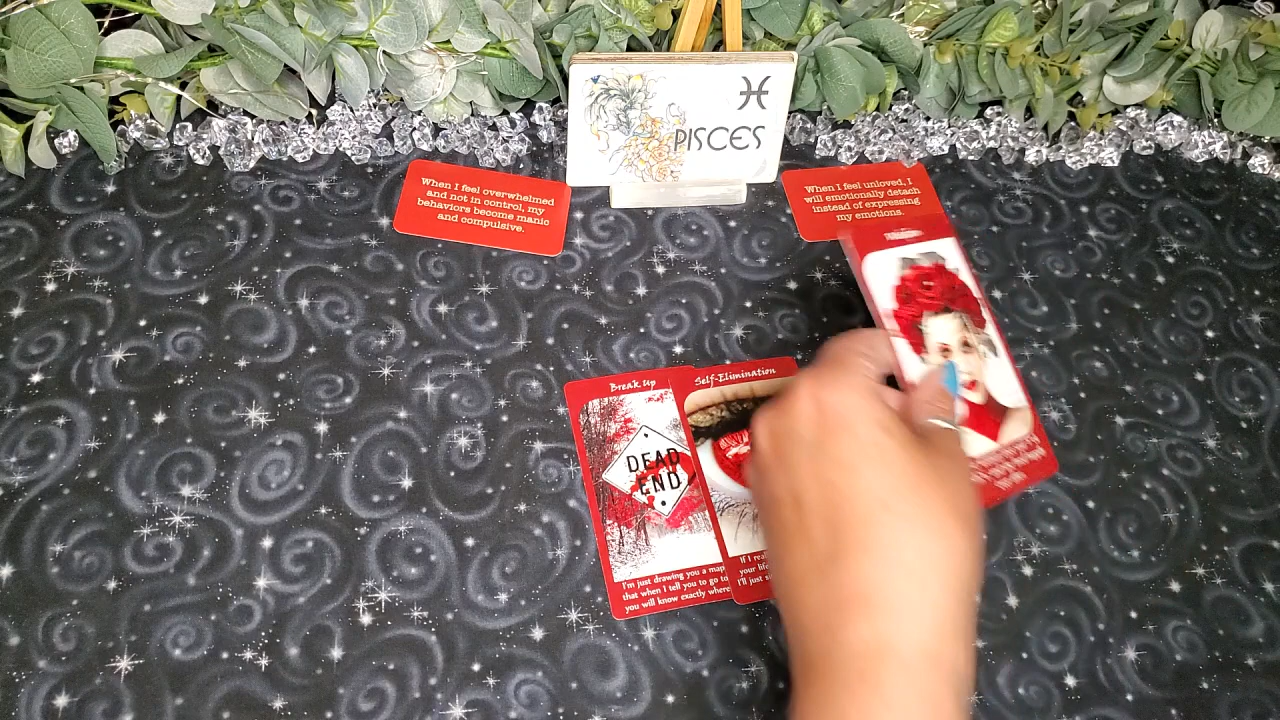 ♓
PISCES
When I feel overwhelmed
and not in control, my
behaviors become manic
and compulsive.
When I feel unloved, I
will emotionally detach
instead of expressing
my emotions.
Break Up
DEAD
END
I'm just drawing you a map
that when I tell you to go to
you will know exactly where
Self-Elimination
If I
your life
I'll just